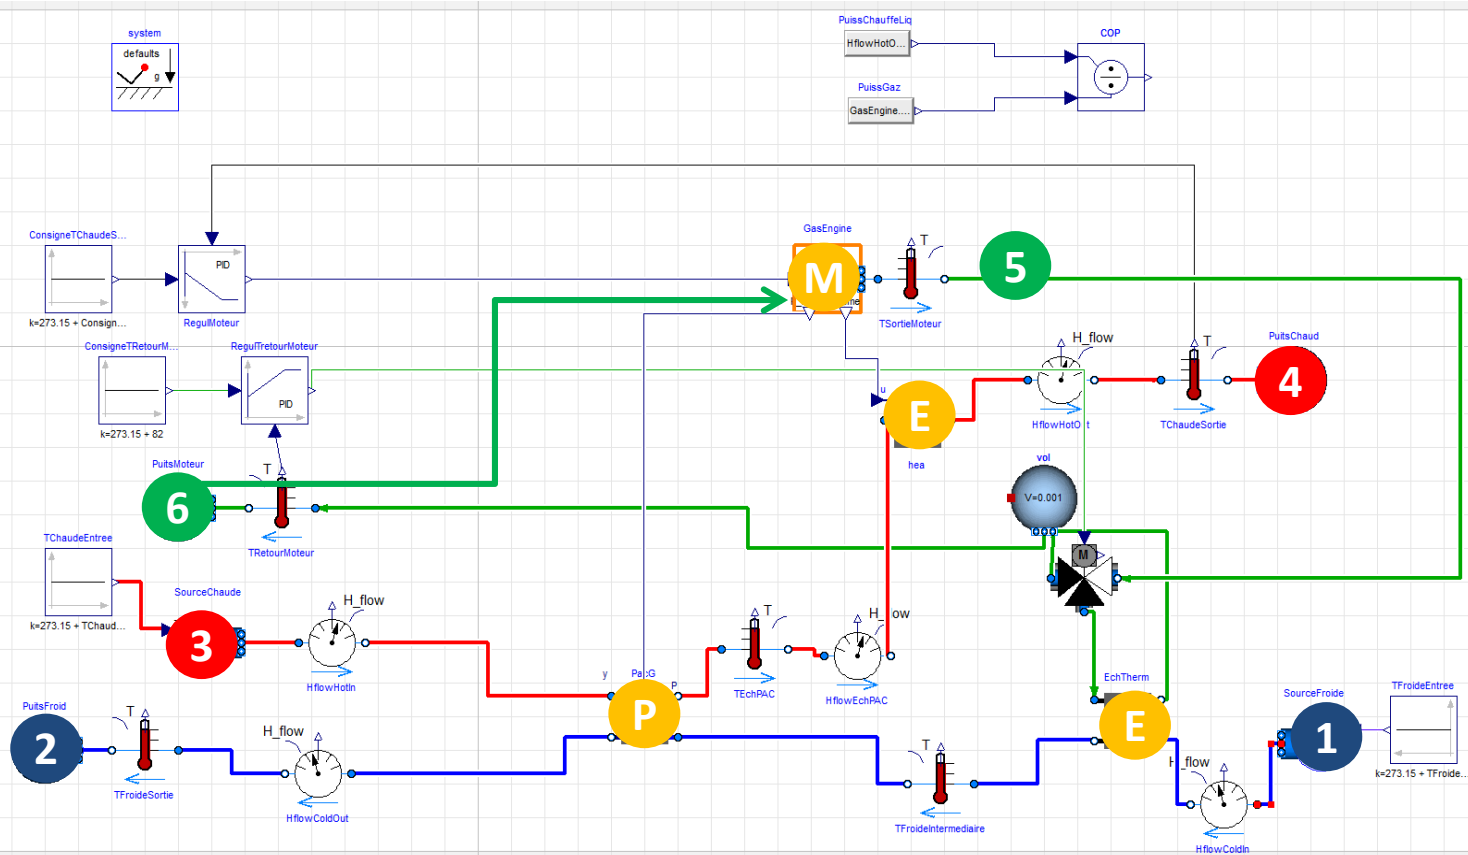 system
defaults
g
PuissChauffeLiq
HflowHotO...
PuissGaz
GasEngine....
COP
ConsigneTChaudeS...
PID
k=273.15 + Consign...
RegulMoteur
GasEngine
M
T
TSortieMoteur
5
ConsigneTRetourM...
RegulTretourMoteur
PID
k=273.15 + 82
H_flow
T
PuitsChaud
4
u
E
HflowHotO t
TChaudeSortie
hea
PuitsMoteur
T
6
TRetourMoteur
vol
V=0.001
M
TChaudeEntree
k=273.15 + TChaud...
SourceChaude
3
H_flow
HflowHotIn
T
TEchPAC
H_ low
HflowEchPAC
y
P
P
EchTherm
E
PuitsFroid
2
T
TFroideSortie
H_flow
HflowColdOut
T
TFroideIntermediaire
H_flow
HflowColdIn
SourceFroide
1
TFroideEntree
k=273.15 + TFroide...